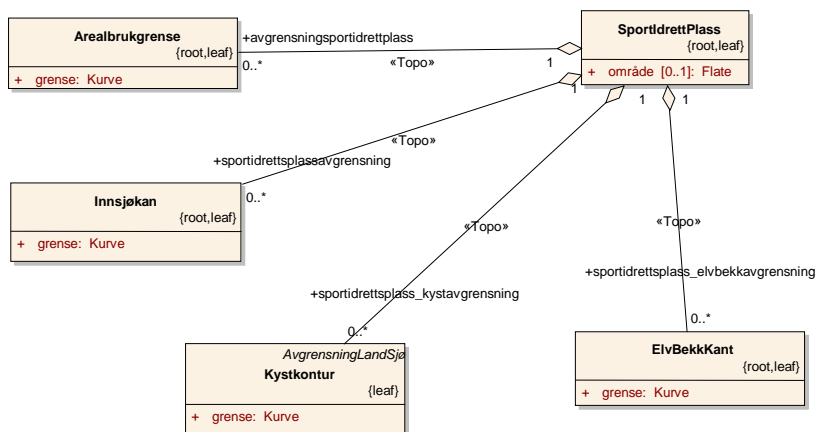 Arealbrukgrense
{root,leaf}
+ grense: Kurve
+avgrensningsportidrettplass
0..*
«Topo»
1
SportIdrettPlass
{root,leaf}
+ område [0..1]: Flate
1
1
1
«Topo»
+sportidrettsplassavgrensning
0..*
Innsjøkan
{root,leaf}
+ grense: Kurve
«Topo»
+sportidrettsplass_kystavgrensning
0..*
«Topo»
+sportidrettsplass_elvbekkavgrensning
0..*
AvgrensningLandSjø
Kystkontur
{leaf}
+ grense: Kurve
ElvBekkKant
{root,leaf}
+ grense: Kurve